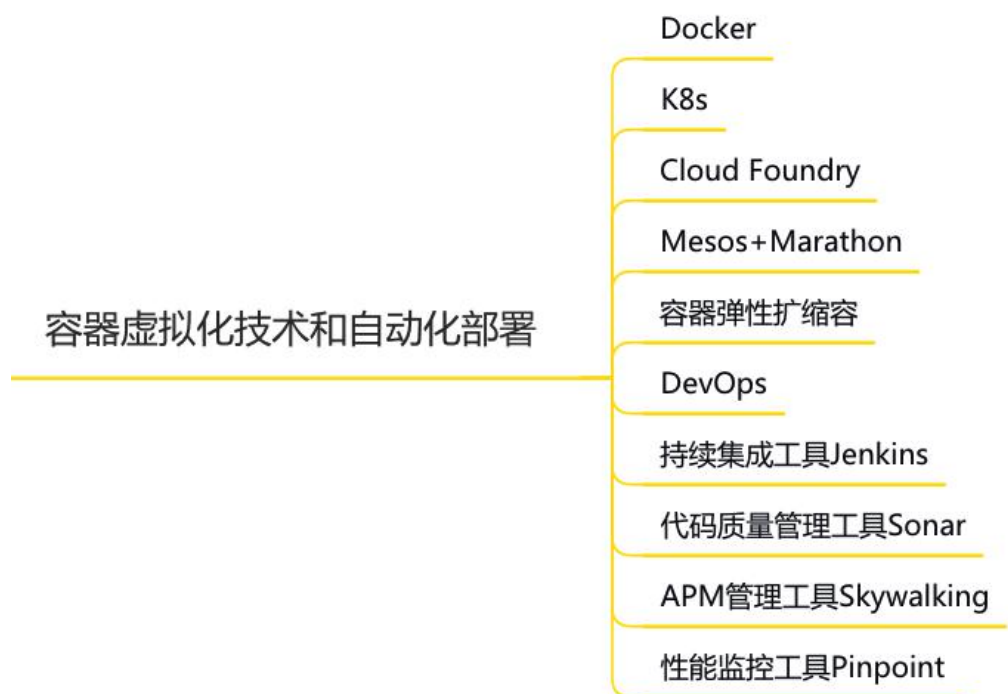 Docker
K8s
Cloud Foundry
Mesos+Marathon
容器弹性扩缩容
容器虚拟化技术和自动化部署
DevOps
持续集成工具Jenkins
代码质量管理工具Sonar
APM管理工具Skywalking
性能监控工具Pinpoint